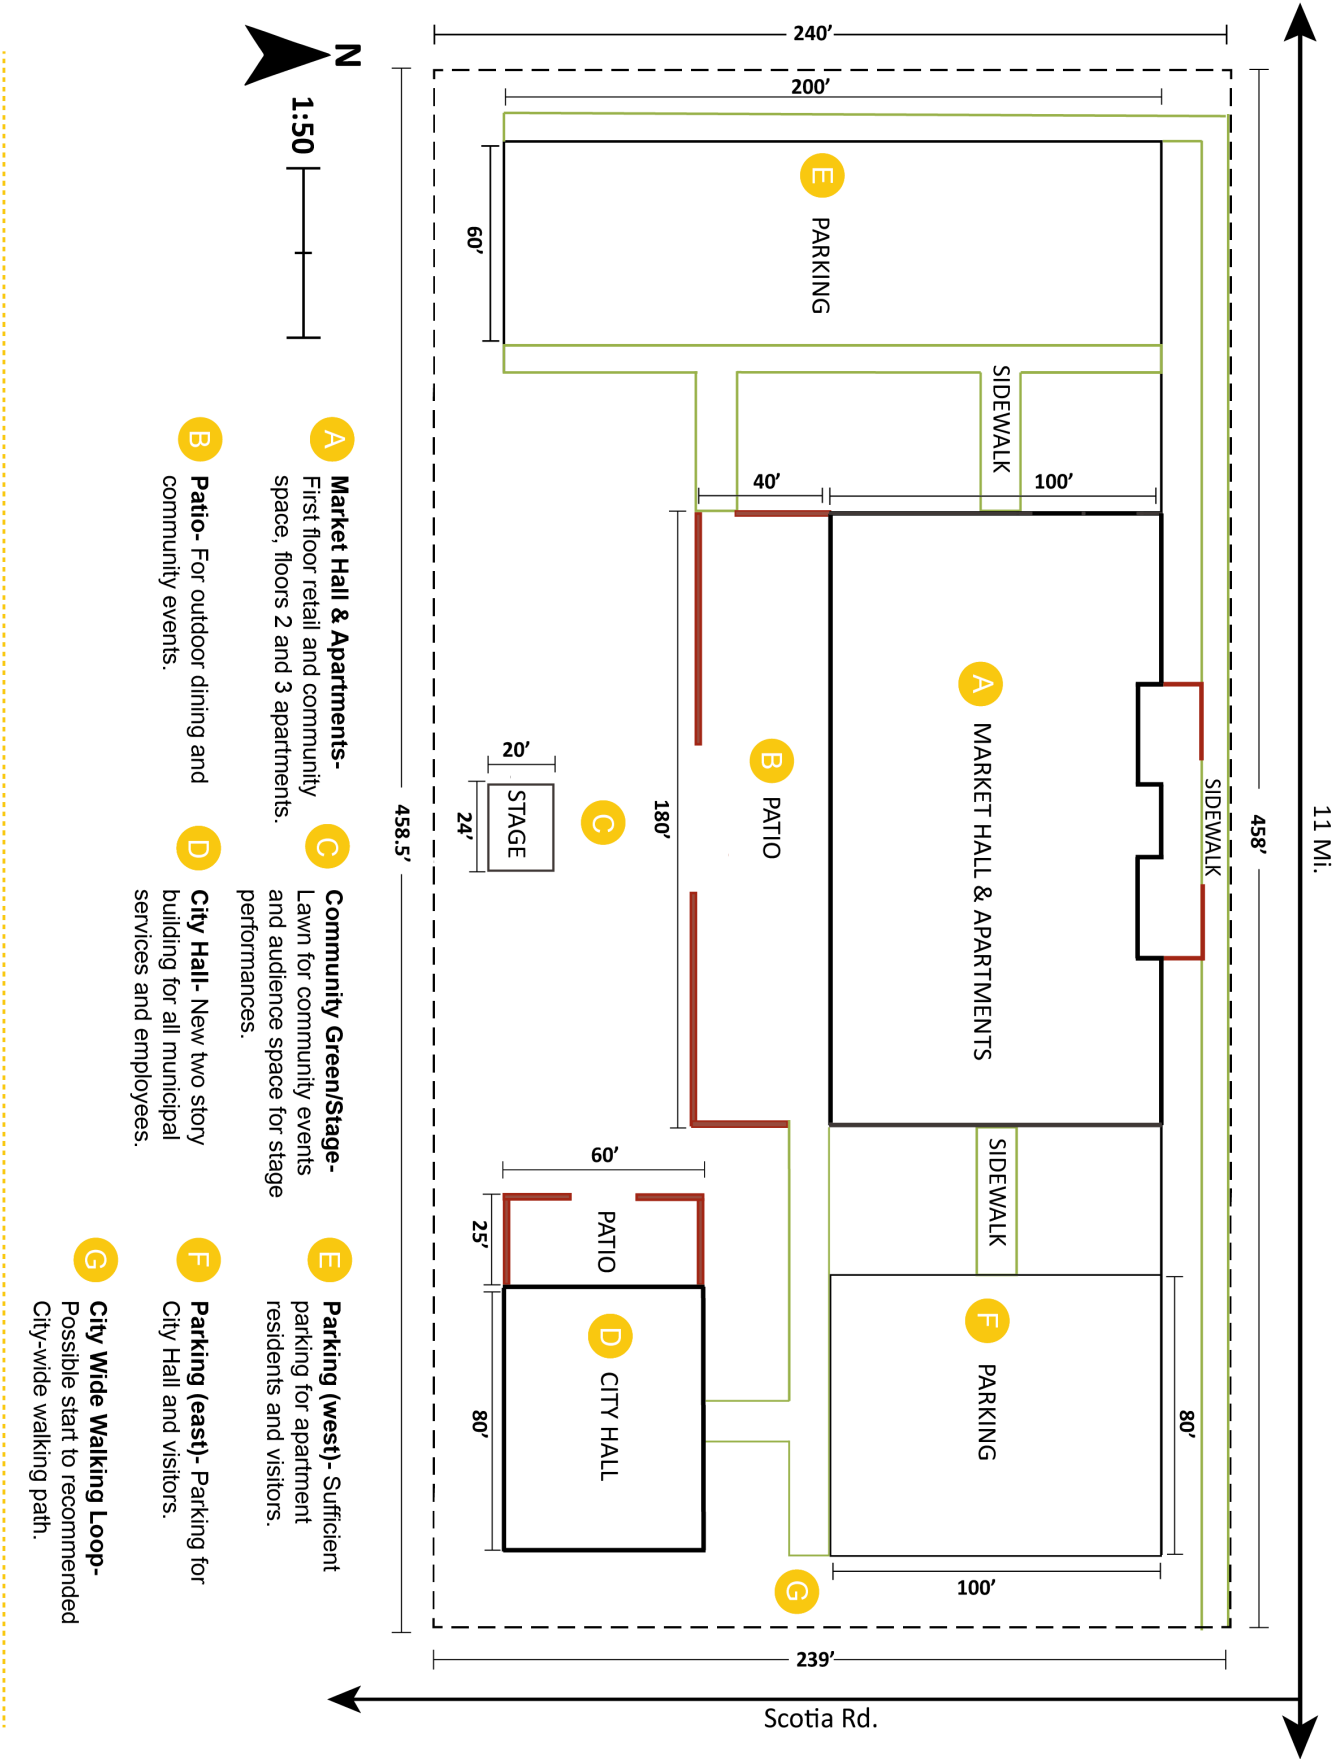 11 Mi.
458'
240'
200'
E
PARKING
60'
SIDEWALK
40'
100'
A
MARKET HALL & APARTMENTS
SIDEWALK
B
PATIO
180'
C
20'
STAGE
24'
SIDEWALK
F
PARKING
80'
100'
60'
25'
PATIO
D
CITY HALL
80'
G
239'
Scotia Rd.
458.5'
N
1:50
A
Market Hall & Apartments-
First floor retail and community
space, floors 2 and 3 apartments.
B
Patio- For outdoor dining and
community events.
C
Community Green/Stage-
Lawn for community events
and audience space for stage
performances.
D
City Hall- New two story
building for all municipal
services and employees.
E
Parking (west)- Sufficient
parking for apartment
residents and visitors.
F
Parking (east)- Parking for
City Hall and visitors.
G
City Wide Walking Loop-
Possible start to recommended
City-wide walking path.